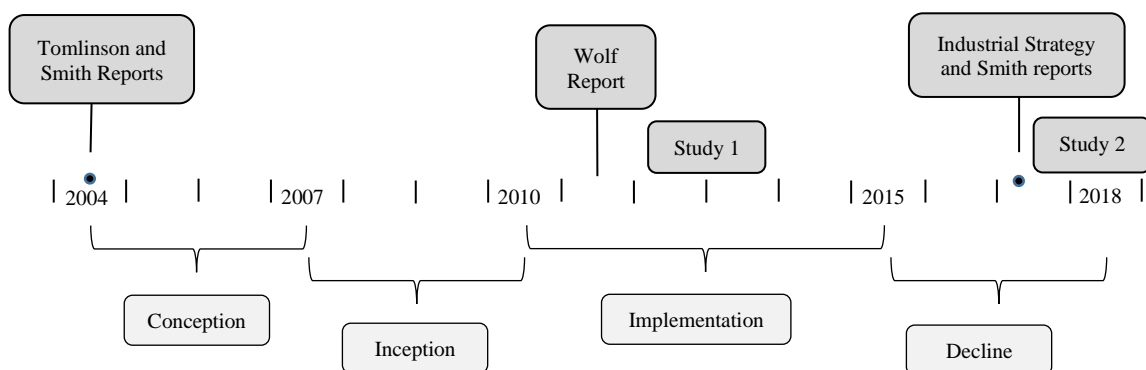 Tomlinson and
Smith Reports
Wolf
Report
Industrial Strategy
and Smith reports
Study 1
Study 2
2004
2007
2010
2015
2018
Conception
Inception
Implementation
Decline